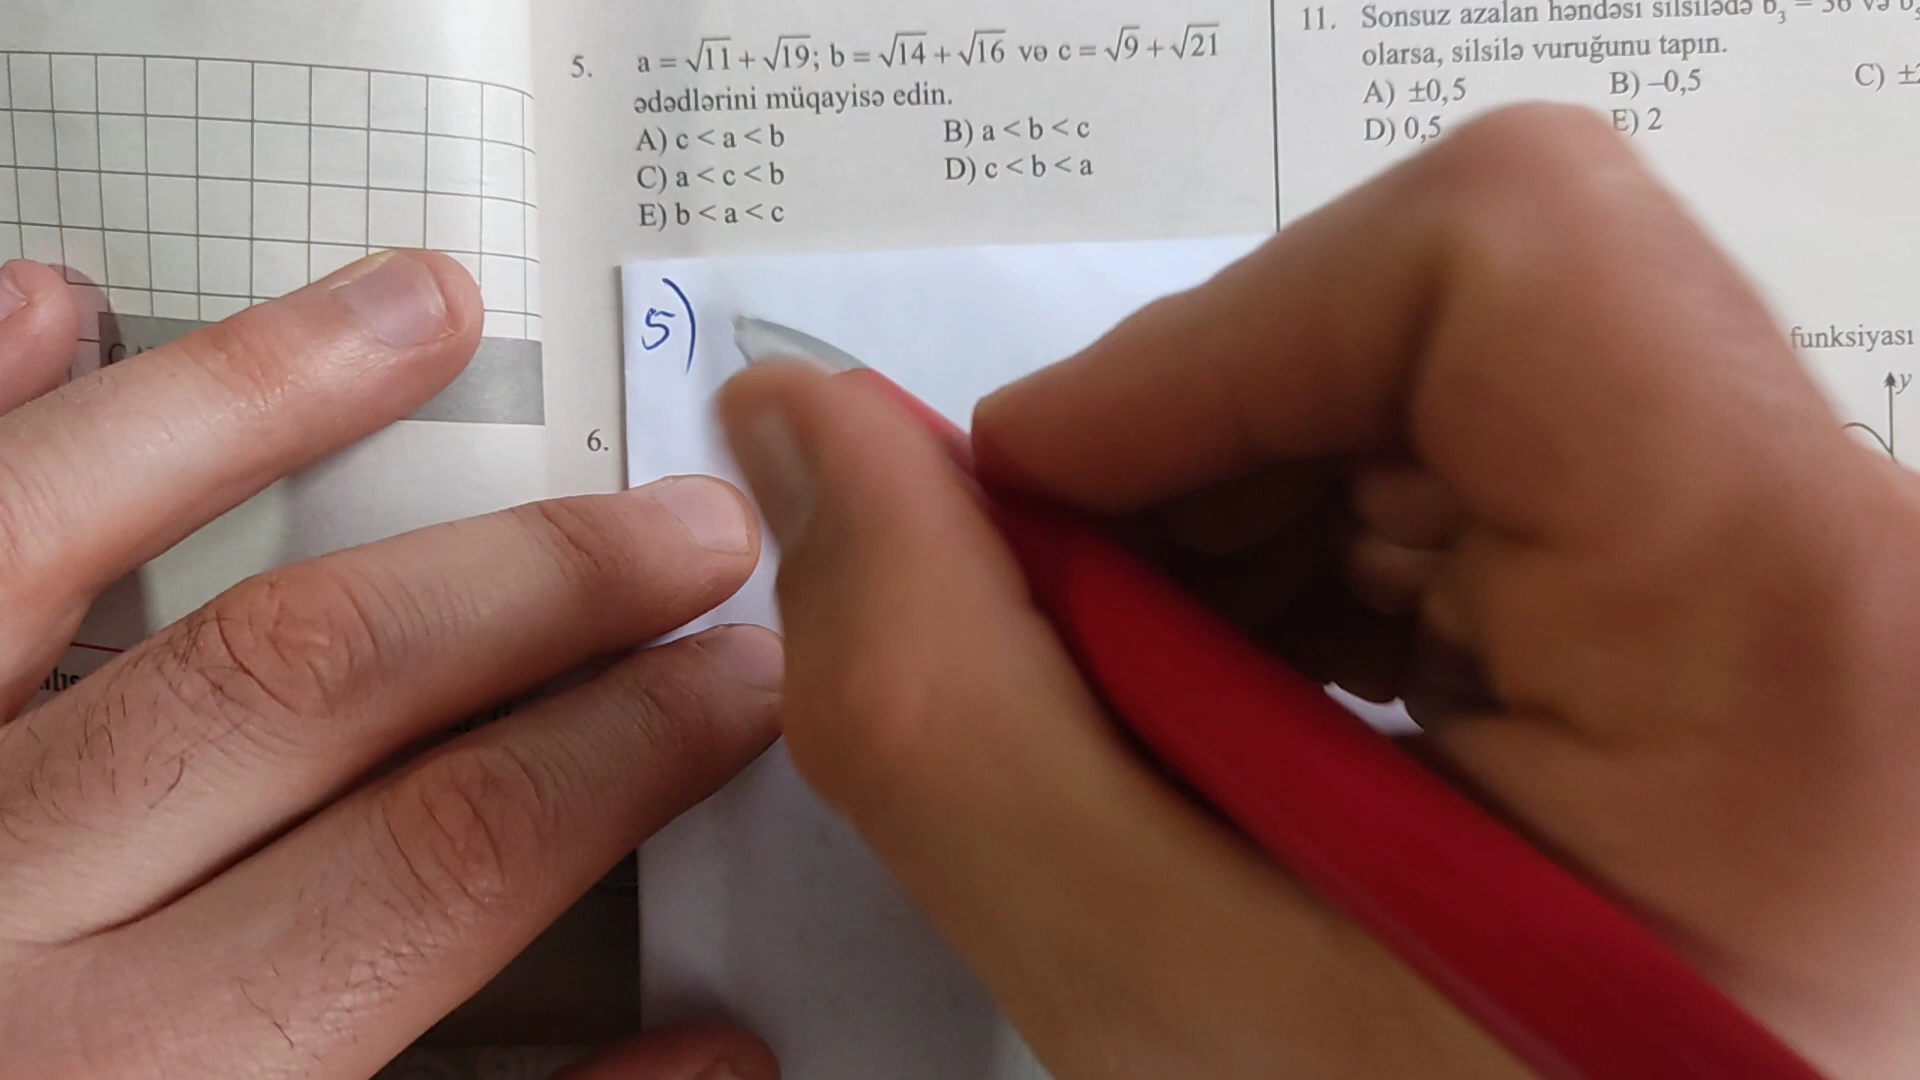 5. a = √11 + √19; b = √14 + √16 və c = √9 + √21
ədədlərini müqayisə edin.
A) c < a < b B) a < b < c
C) a < c < b D) c < b < a
E) b < a < c
5)
6.
11. Sonsuz azalan həndəsi silsilədə b₃ = 36 və
olarsa, silsilə vuruğunu tapın.
A) ±0,5 B) –0,5 C)
D) 0,5 E) 2
funksiyası
y